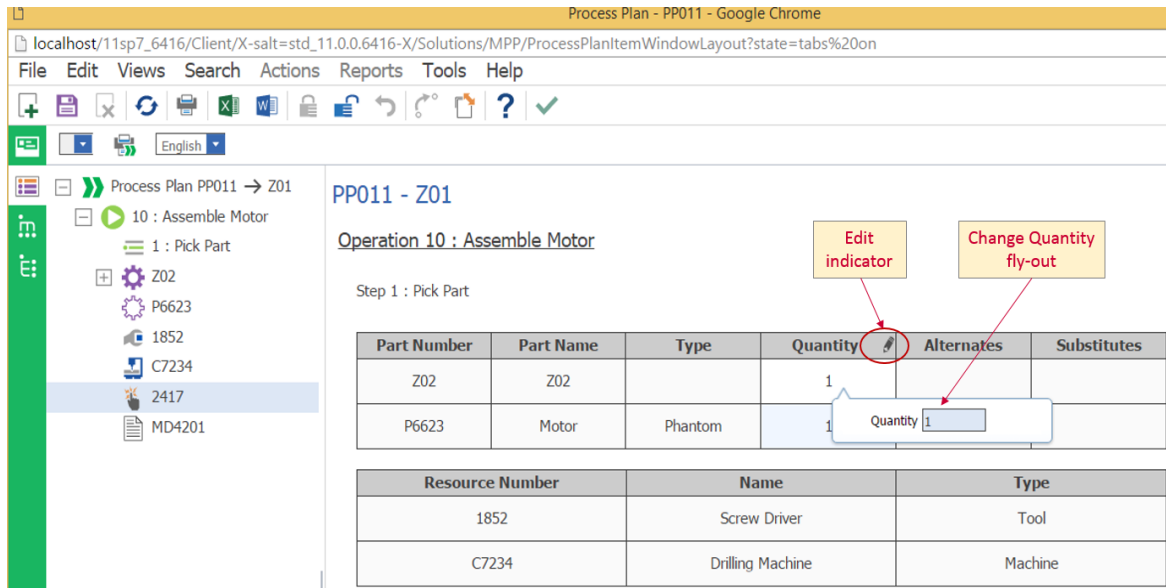 Process Plan - PP011 - Google Chrome
localhost/11sp7_6416/Client/X-salt=std_11.0.0.6416-X/Solutions/MPP/ProcessPlanItemWindowLayout?state=tabs%20on
File Edit Views Search Actions Reports Tools Help
English
Process Plan PP011 → Z01
10 : Assemble Motor
1 : Pick Part
Z02
P6623
1852
C7234
2417
MD4201
PP011 - Z01
Operation 10 : Assemble Motor
Edit
indicator
Change Quantity
fly-out
Step 1 : Pick Part
Part Number Part Name Type Quantity Alternates Substitutes
Z02 Z02 1
P6623 Motor Phantom 1
Quantity 1
Resource Number Name Type
1852 Screw Driver Tool
C7234 Drilling Machine Machine